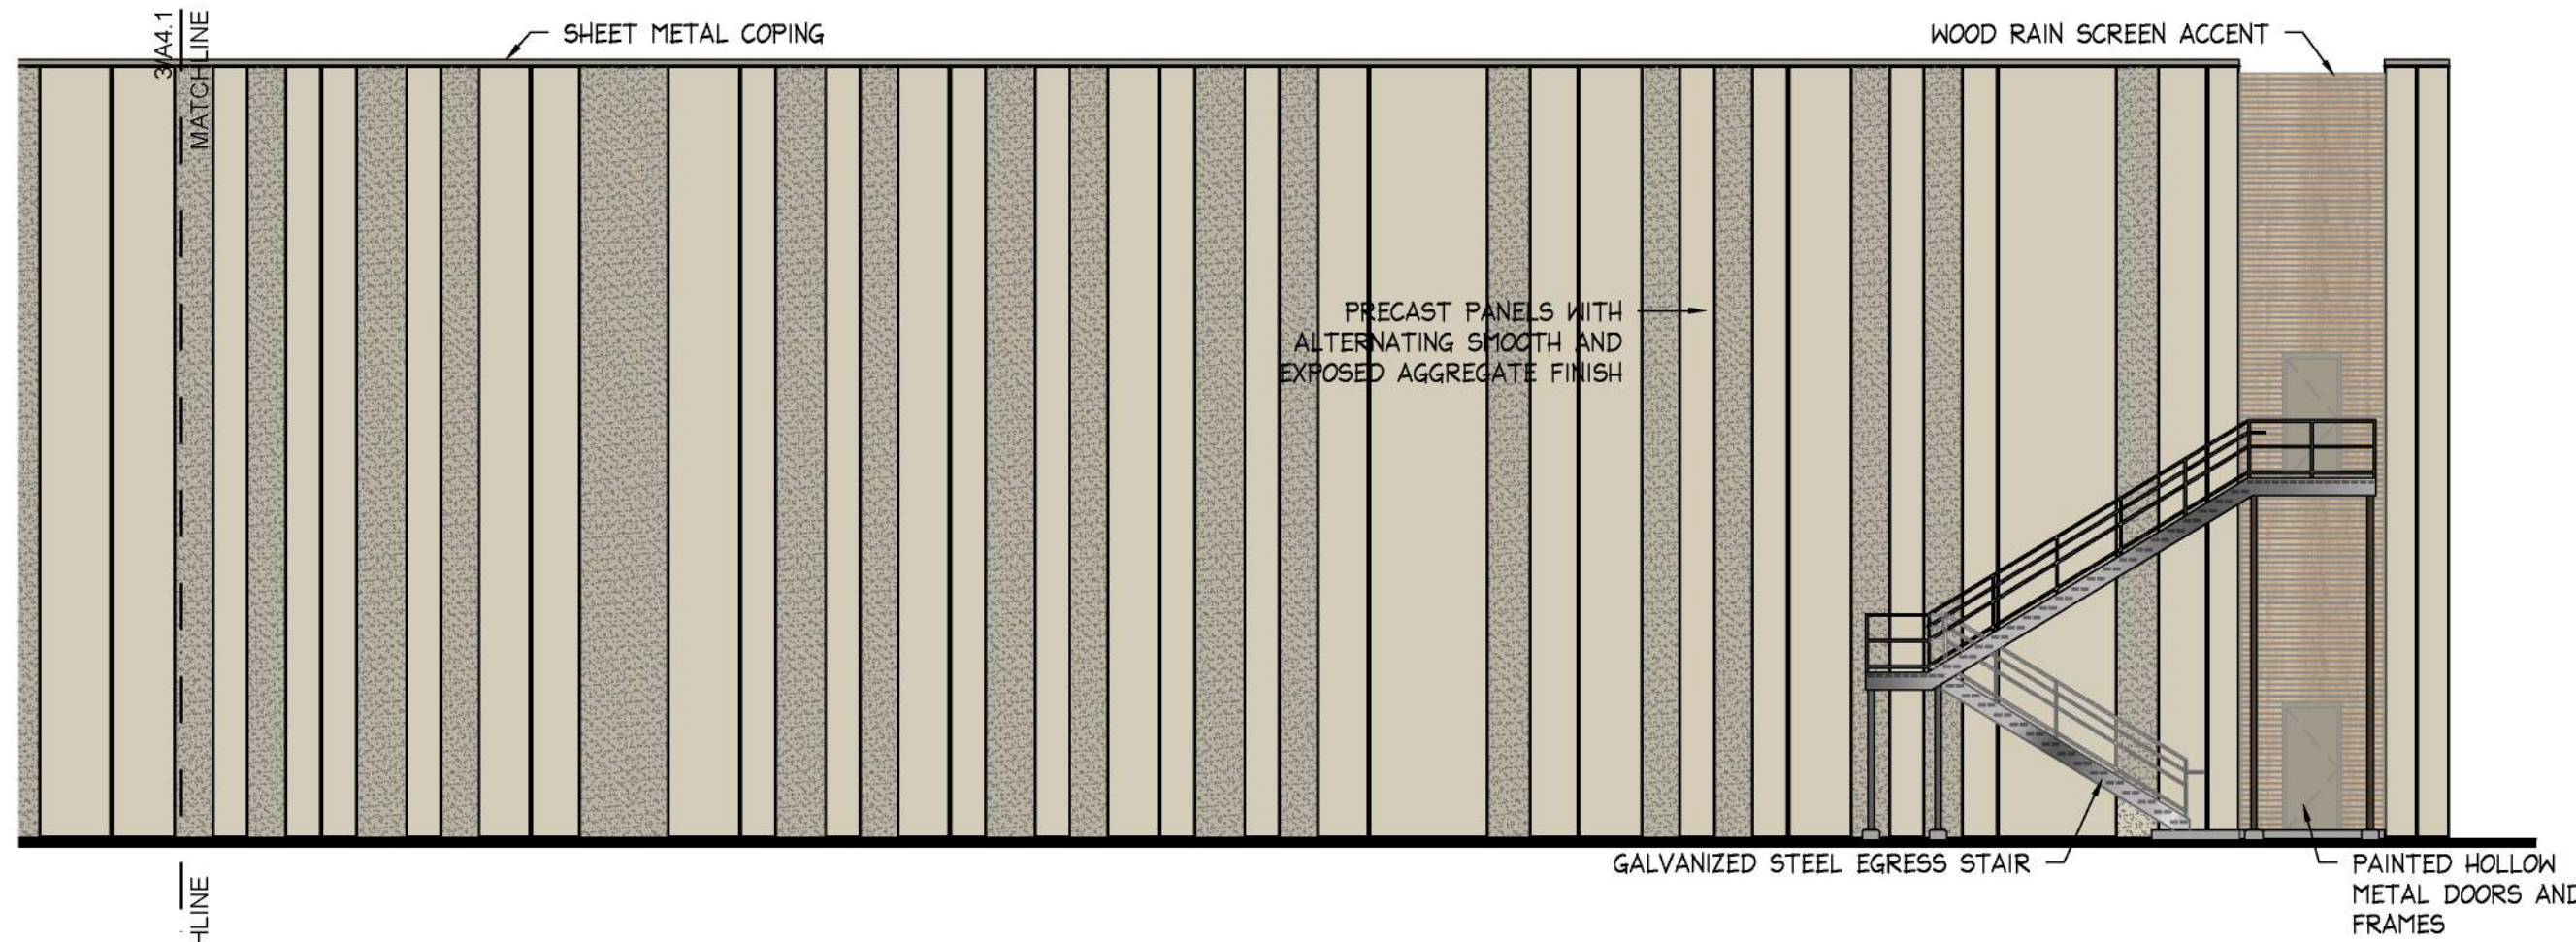 3/A4.1
MATCHLINE
SHEET METAL COPING
WOOD RAIN SCREEN ACCENT
PRECAST PANELS WITH
ALTERNATING SMOOTH AND
EXPOSED AGGREGATE FINISH
GALVANIZED STEEL EGRESS STAIR
PAINTED HOLLOW
METAL DOORS AND
FRAMES
HLINE